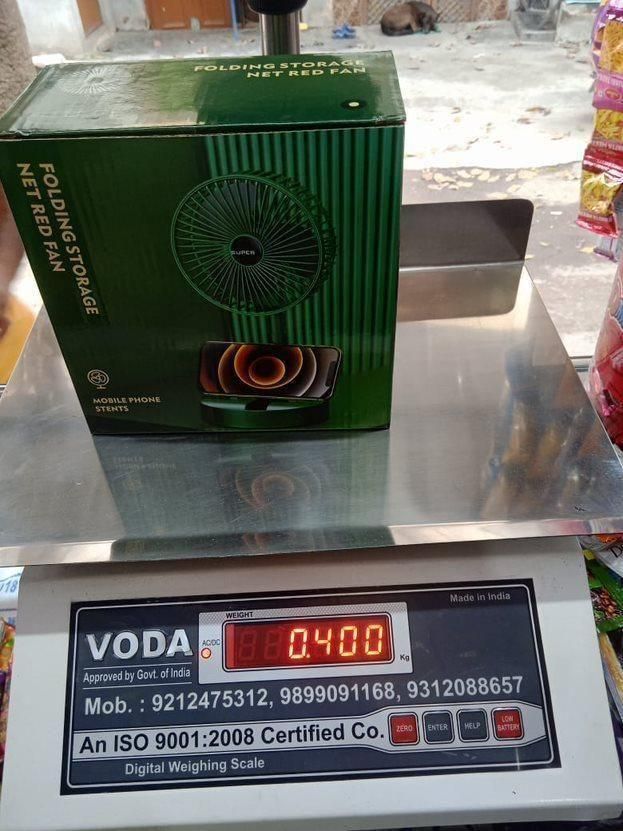 FOLDING STORAGE
NET RED FAN
FOLDING STORAGE
NET RED FAN
SUPER
MOBILE PHONE
STENTS
Made in India
WEIGHT
VODA
AC/DC
0.400
Kg
Approved by Govt. of India
Mob. : 9212475312, 9899091168, 9312088657
An ISO 9001:2008 Certified Co.
ZERO
ENTER
HELP
LOW
BATTERY
Digital Weighing Scale